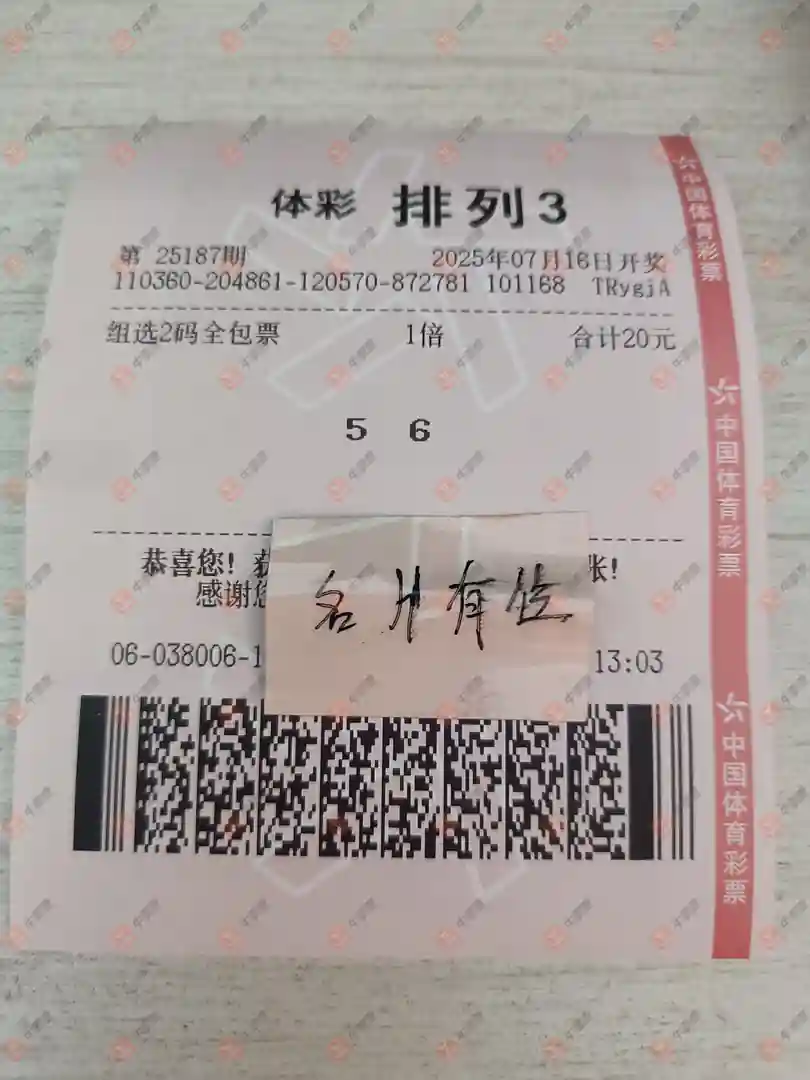 体彩 排列3
第 25187期 2025年07月16日开奖
110360-204861-120570-872781 101168 TRygjA
组选2码全包票 1倍 合计20元
5 6
恭喜您！获 张！
感谢您
名片有位
06-038006-1 13:03
中国体育彩票
中国体育彩票
中国体育彩票